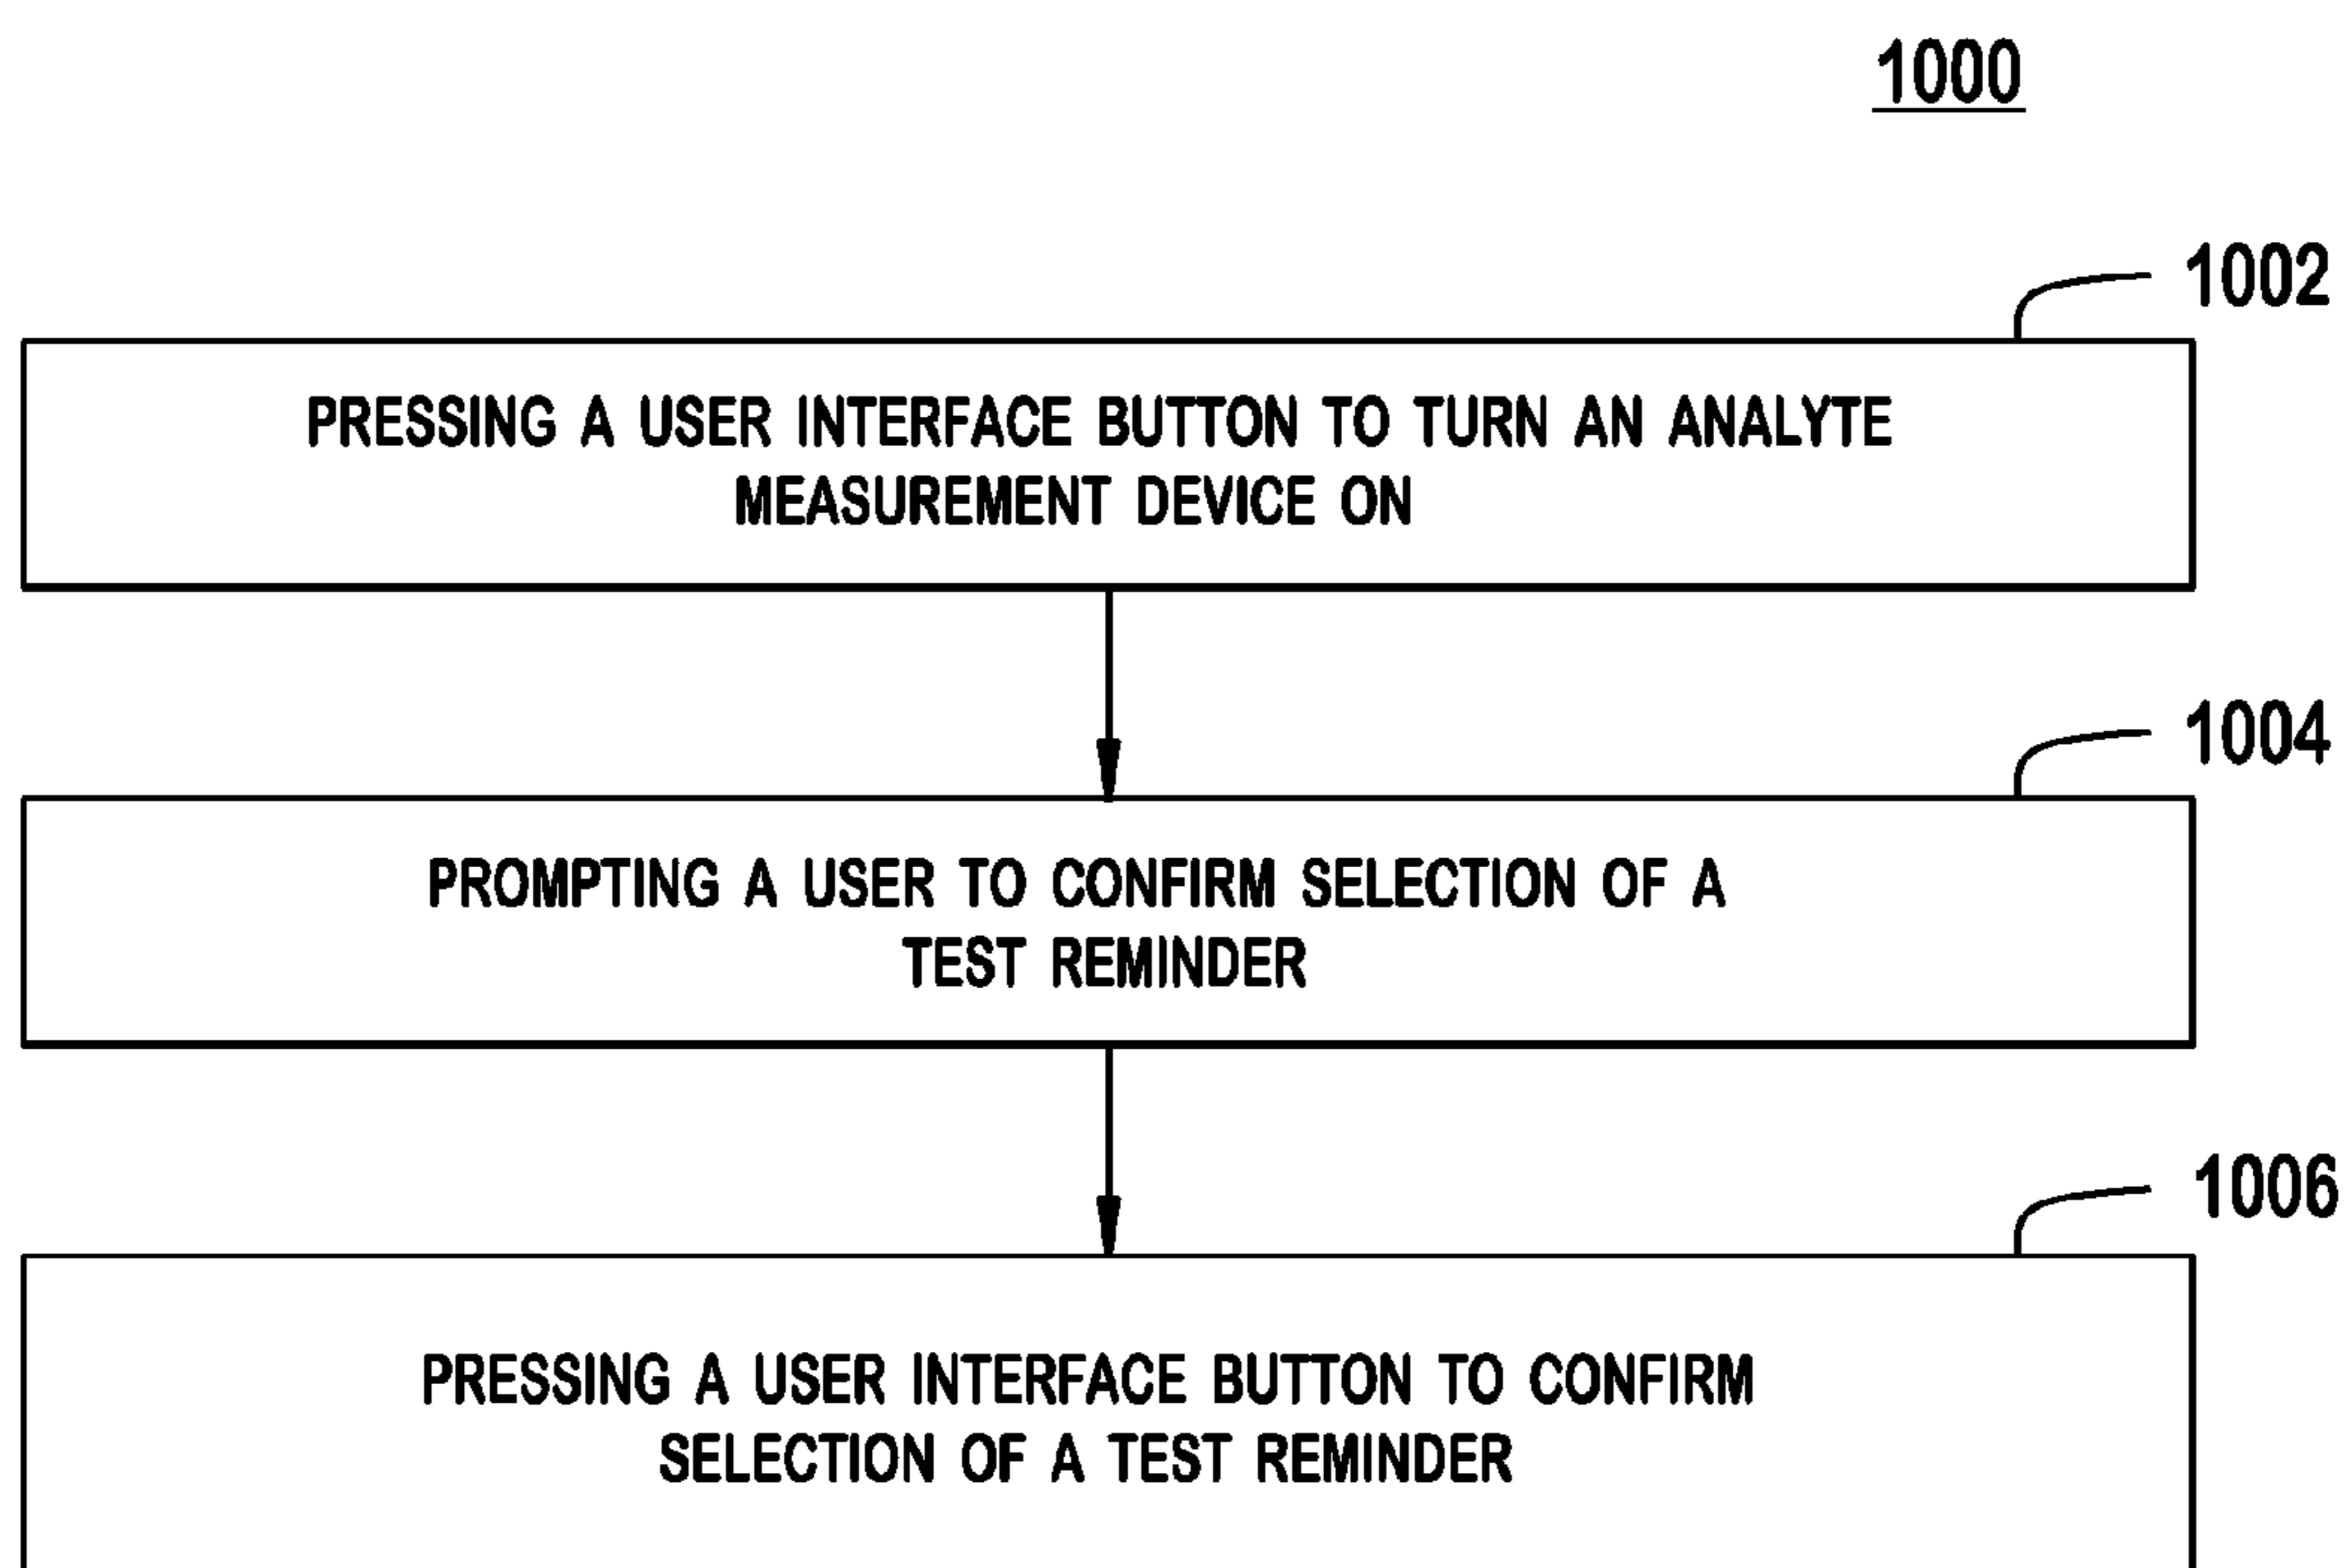 1000
1002
PRESSING A USER INTERFACE BUTTON TO TURN AN ANALYTE
MEASUREMENT DEVICE ON
1004
PROMPTING A USER TO CONFIRM SELECTION OF A
TEST REMINDER
1006
PRESSING A USER INTERFACE BUTTON TO CONFIRM
SELECTION OF A TEST REMINDER